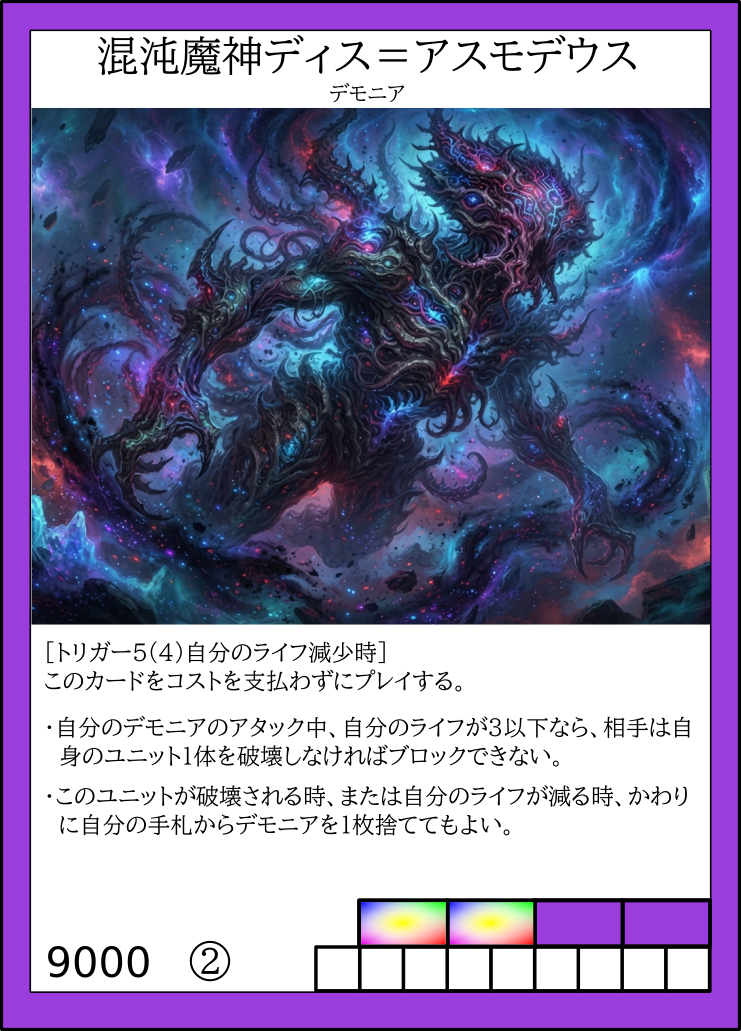 混沌魔神ディス＝アスモデウス
デモニア
[トリガー5(4)自分のライフ減少時]
このカードをコストを支払わずにプレイする。
・自分のデモニアのアタック中、自分のライフが3以下なら、相手は自
身のユニット1体を破壊しなければブロックできない。
・このユニットが破壊される時、または自分のライフが減る時、かわり
に自分の手札からデモニアを1枚捨ててもよい。
9000 ②